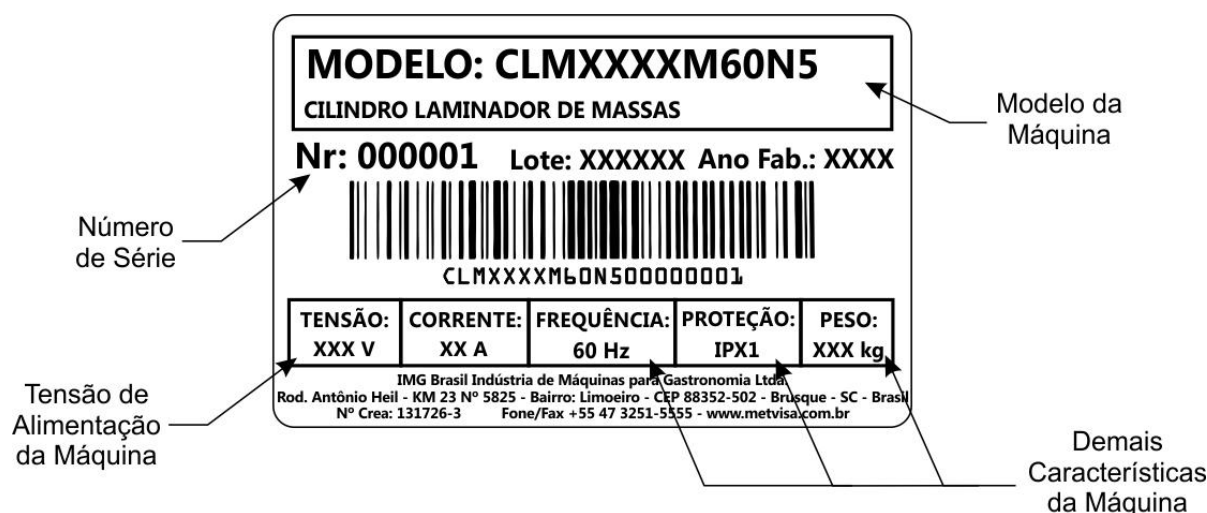 MODELO: CLMXXXXM60N5
CILINDRO LAMINADOR DE MASSAS
Modelo da
Máquina
Nr: 000001 Lote: XXXXXX Ano Fab.: XXXX
Número
de Série
CLMXXXXM60N500000001
TENSÃO: CORRENTE: FREQUÊNCIA: PROTEÇÃO: PESO:
XXX V XX A 60 Hz IPX1 XXX kg
IMG Brasil Indústria de Máquinas para Gastronomia Ltda.
Rod. Antônio Heil - KM 23 Nº 5825 - Bairro: Limoeiro - CEP 88352-502 - Brusque - SC - Brasil
Nº Crea: 131726-3 Fone/Fax +55 47 3251-5555 - www.metvisa.com.br
Tensão de
Alimentação
da Máquina
Demais
Características
da Máquina